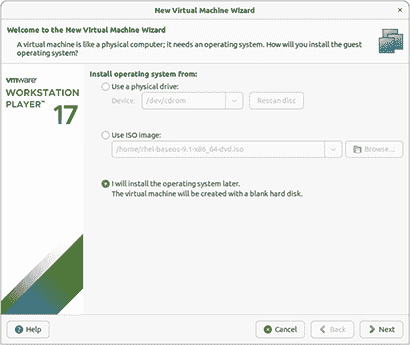 New Virtual Machine Wizard
Welcome to the New Virtual Machine Wizard
A virtual machine is like a physical computer; it needs an operating system. How will you install the guest
operating system?
vmware
WORKSTATION
PLAYER™
17
Install operating system from:
Use a physical drive:
Device: /dev/cdrom Rescan disc
Use ISO image:
/home/rhel-baseos-9.1-x86_64-dvd.iso Browse...
I will install the operating system later.
The virtual machine will be created with a blank hard disk.
Help Cancel Back Next